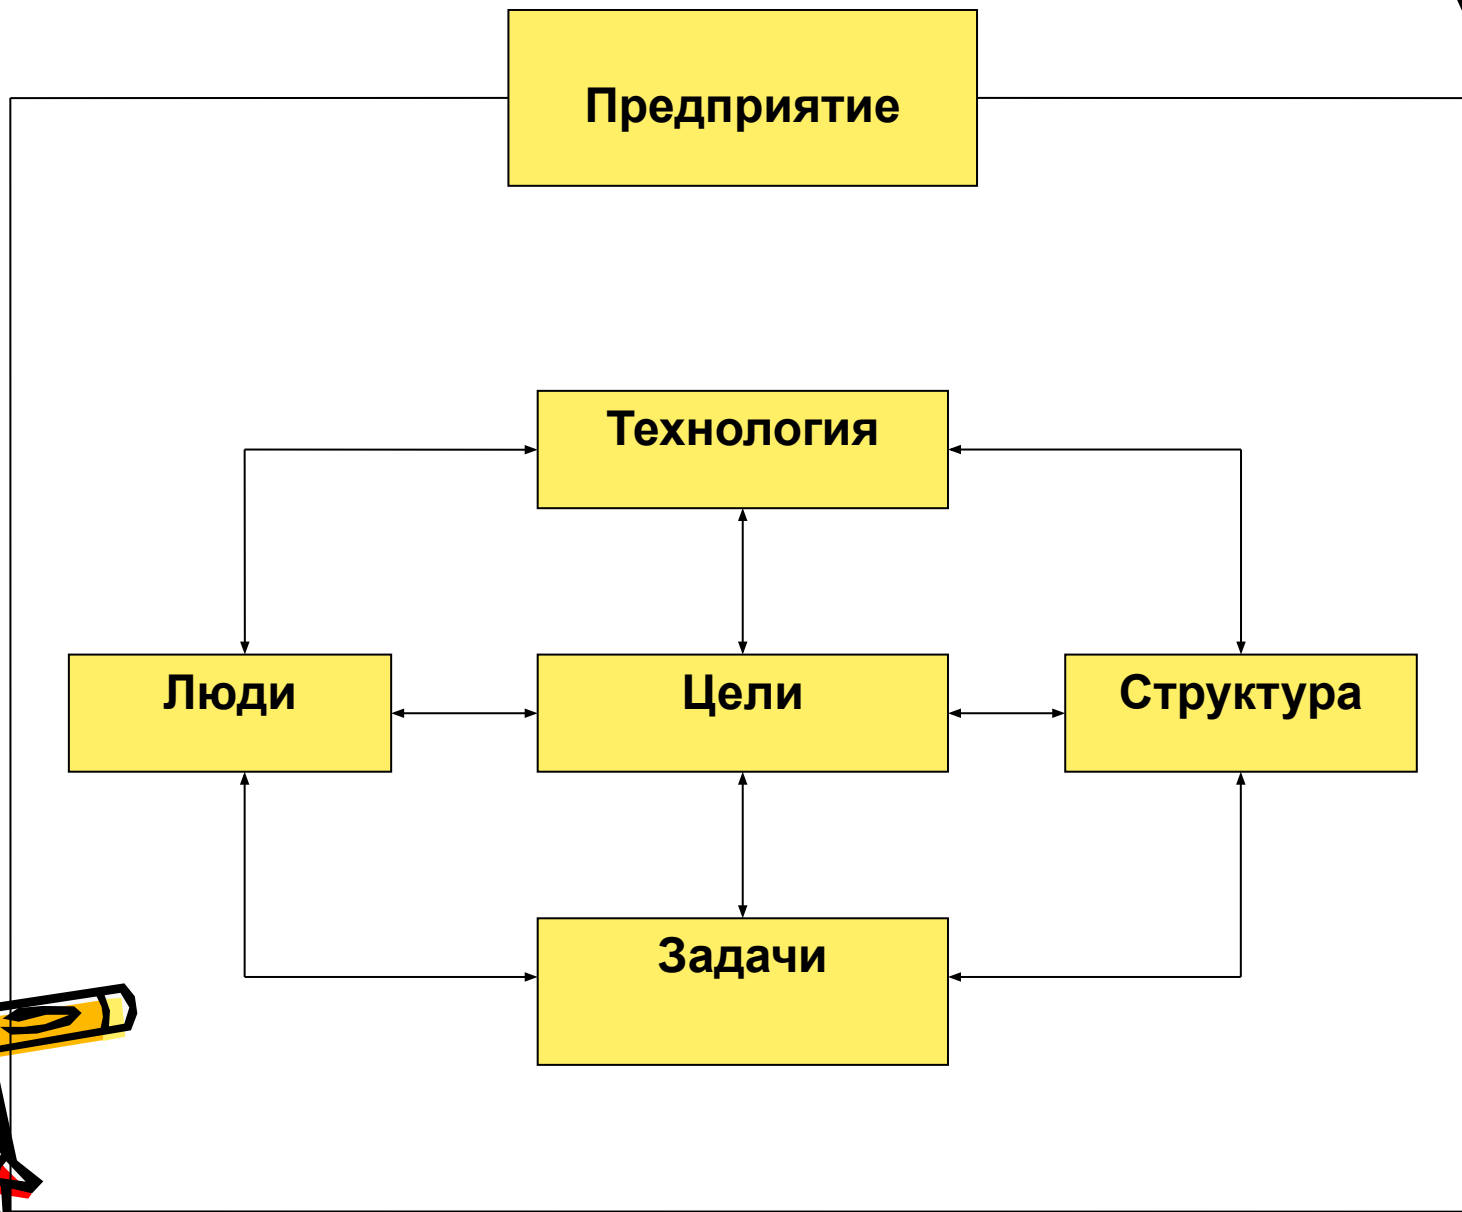 Предприятие
Технология
Люди
Цели
Структура
Задачи